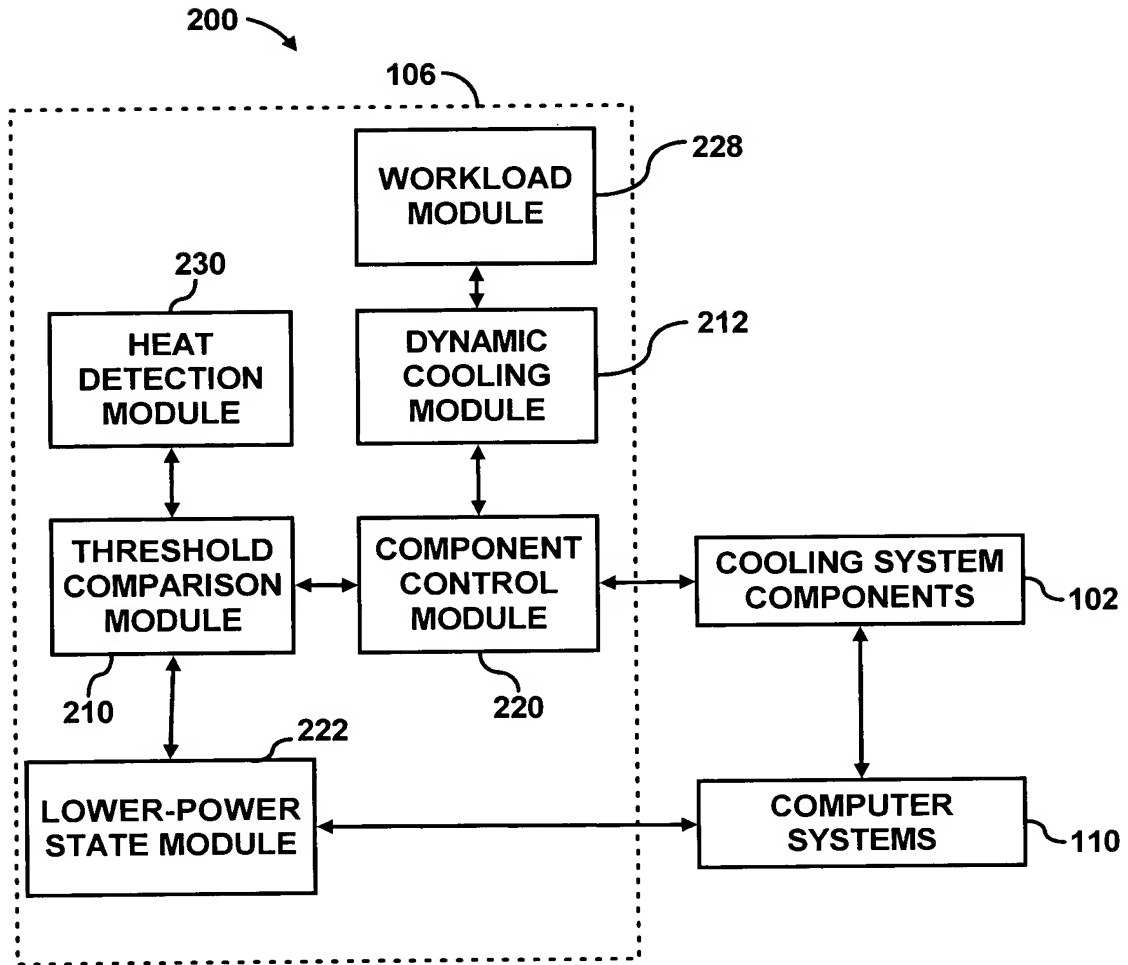 200
106
WORKLOAD
MODULE
228
230
HEAT
DETECTION
MODULE
DYNAMIC
COOLING
MODULE
212
THRESHOLD
COMPARISON
MODULE
210
COMPONENT
CONTROL
MODULE
220
COOLING SYSTEM
COMPONENTS
102
222
LOWER-POWER
STATE MODULE
COMPUTER
SYSTEMS
110